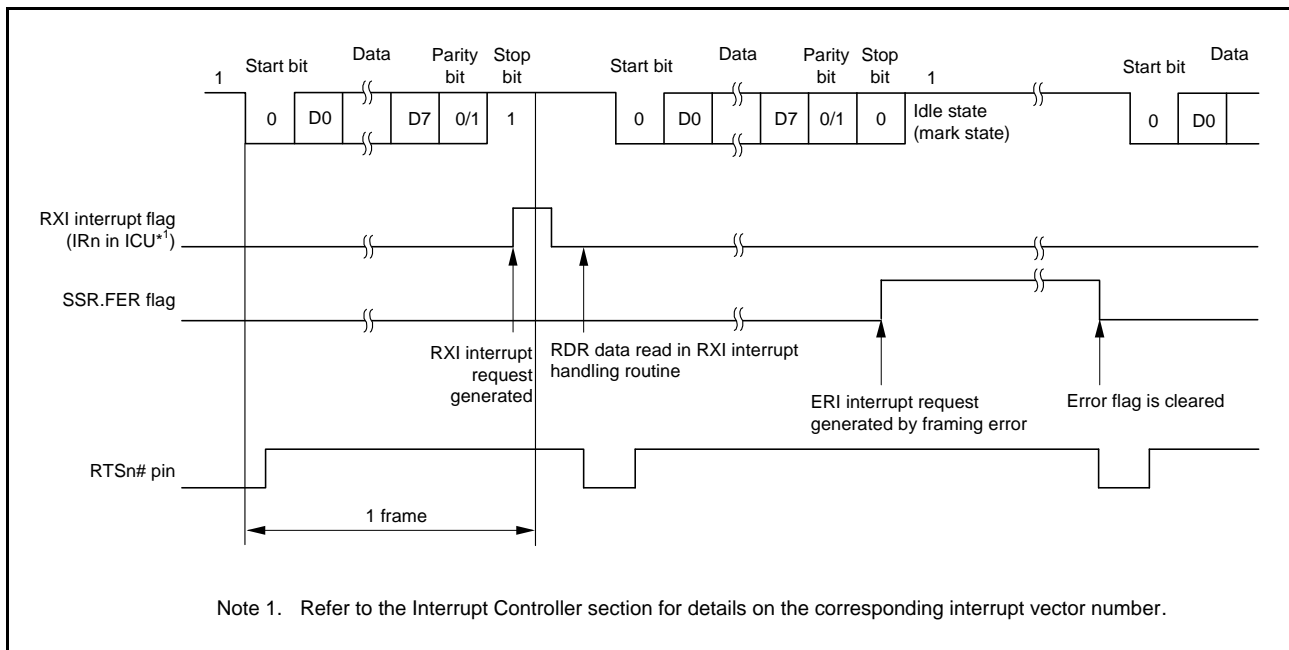 1
Start bit
Data
Parity
bit
Stop
bit
Start bit
Data
Parity
bit
Stop
bit
1
Start bit
Data
0
D0
D7
0/1
1
0
D0
D7
0/1
0
Idle state
(mark state)
0
D0
RXI interrupt flag
(IRn in ICU*1)
SSR.FER flag
RXI interrupt
request
generated
RDR data read in RXI interrupt
handling routine
ERI interrupt request
generated by framing error
Error flag is cleared
RTSn# pin
1 frame
Note 1. Refer to the Interrupt Controller section for details on the corresponding interrupt vector number.